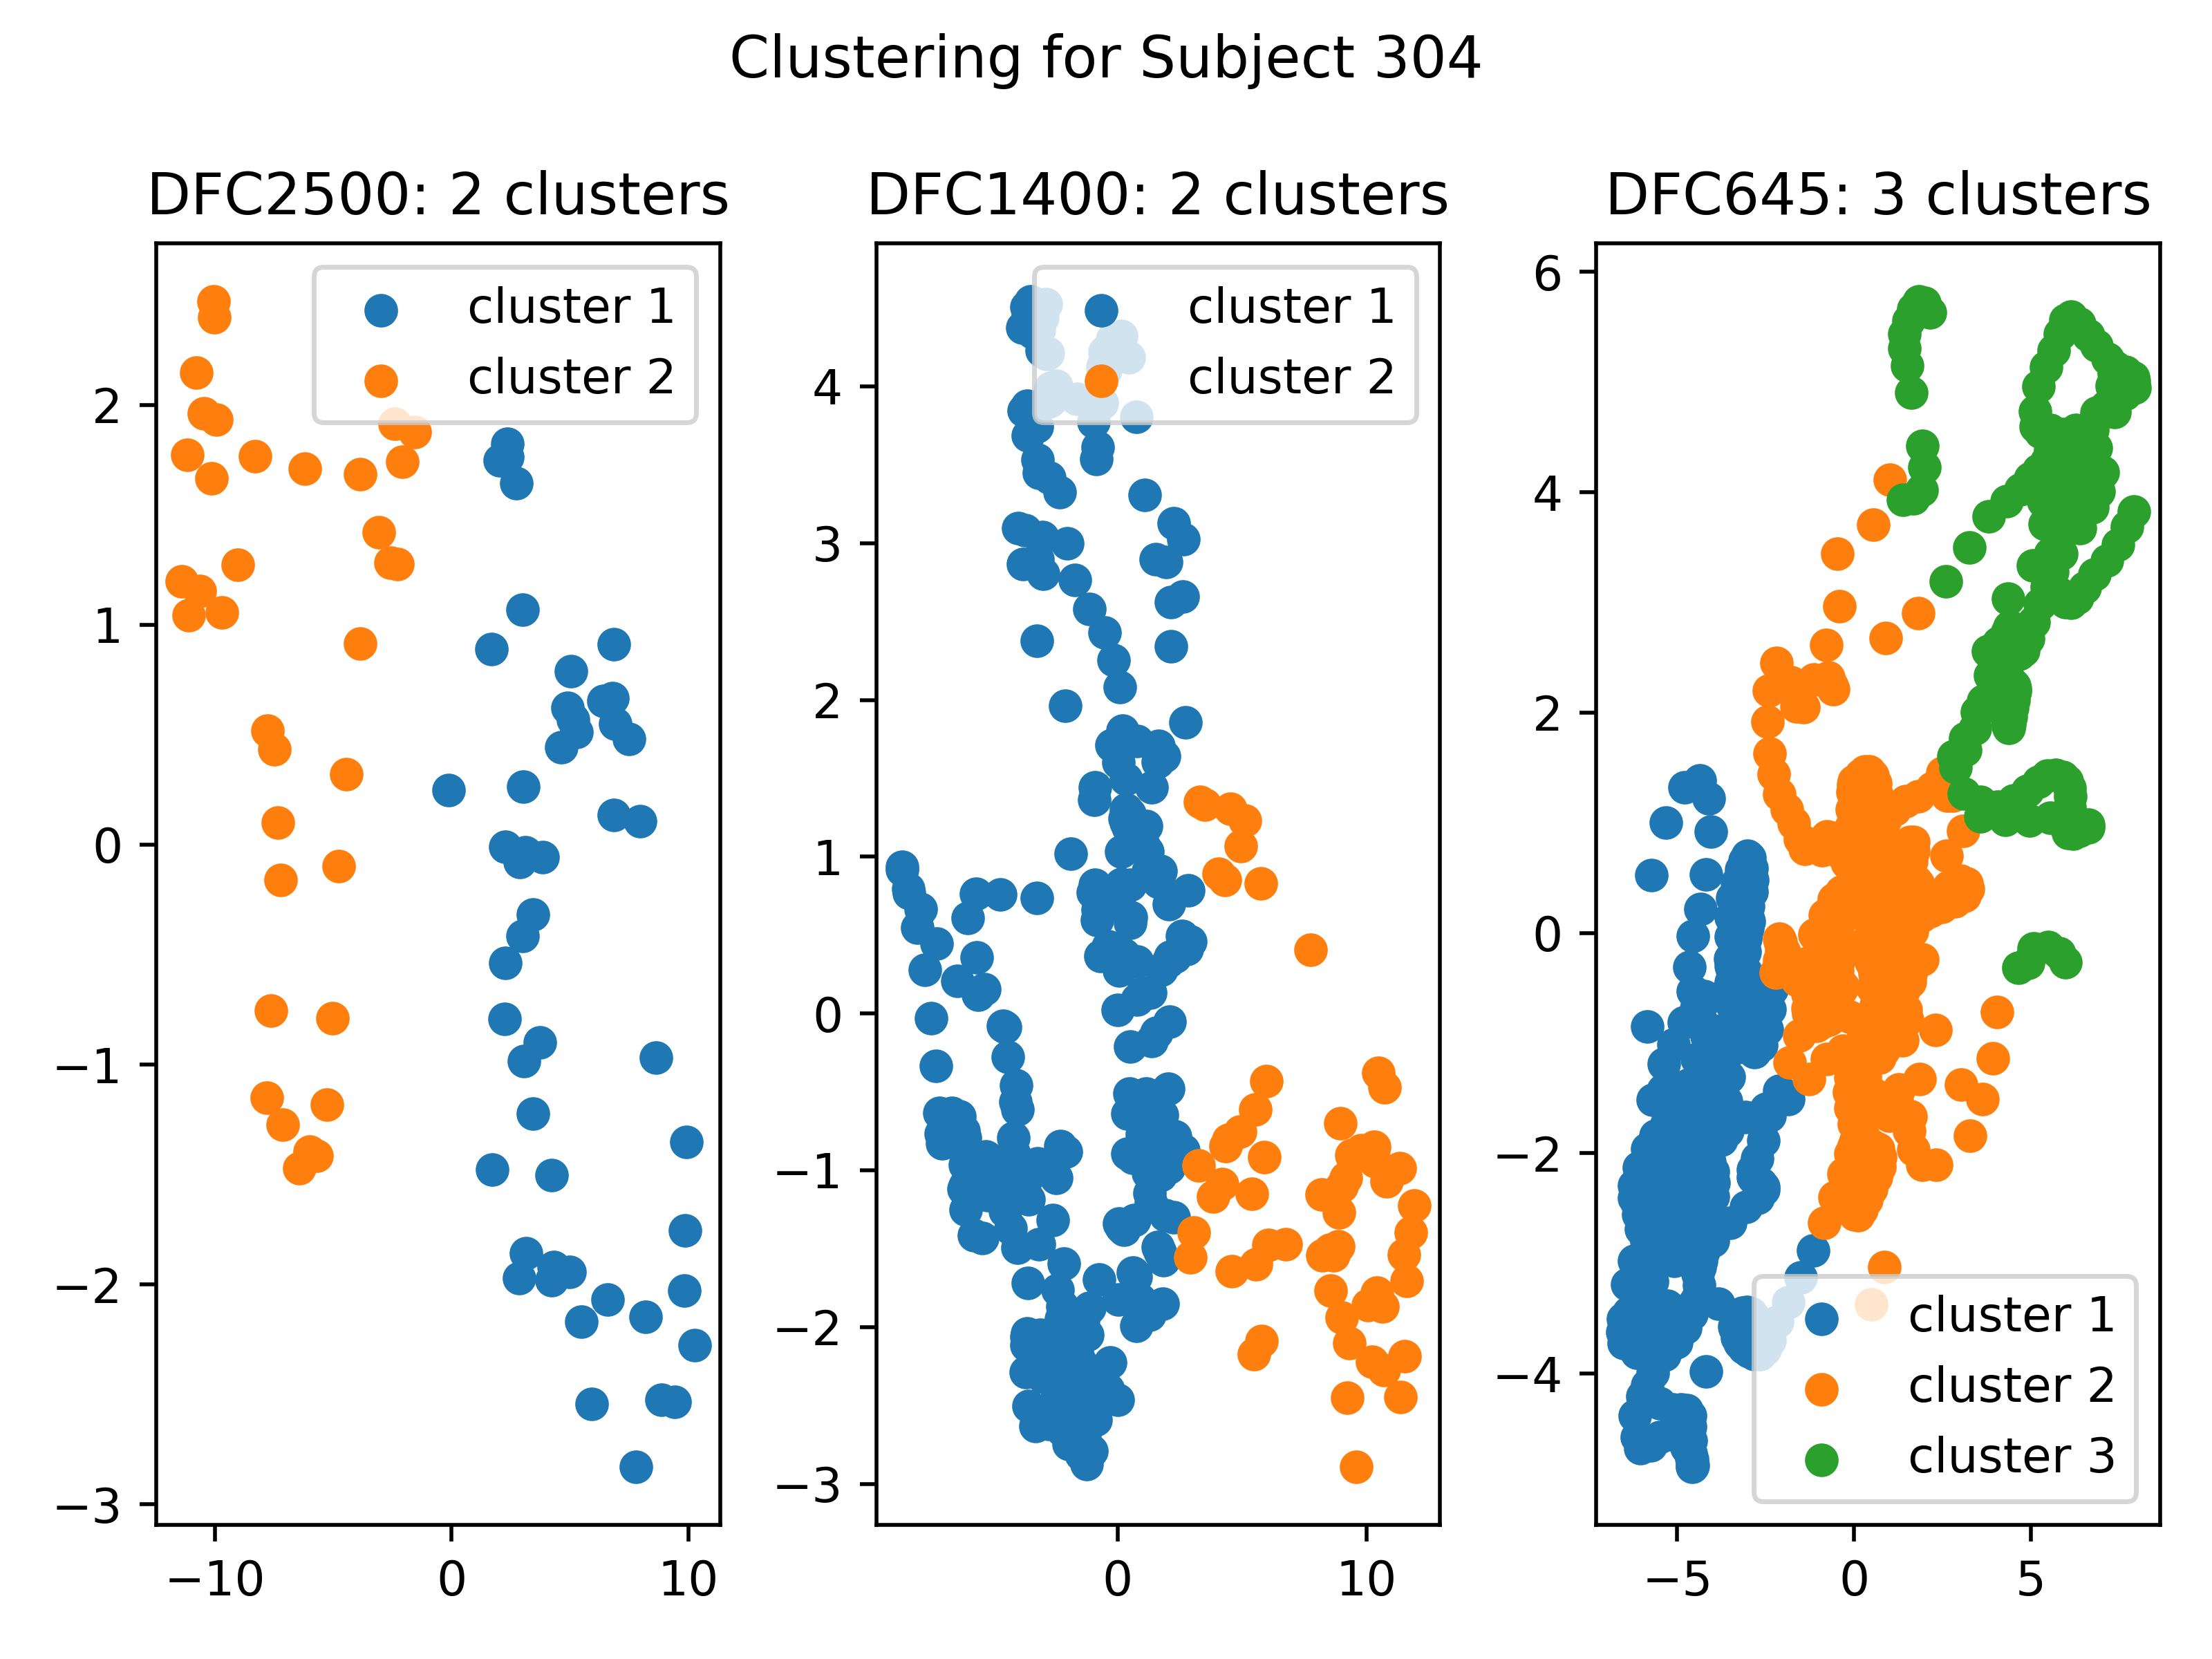 Clustering for Subject 304
DFC2500: 2 clusters
cluster 1
cluster 2
2
1
0
−1
−2
−3
−10
0
10
DFC1400: 2 clusters
cluster 1
cluster 2
4
3
2
1
0
−1
−2
−3
0
10
DFC645: 3 clusters
6
4
2
0
−2
−4
cluster 1
cluster 2
cluster 3
−5
0
5